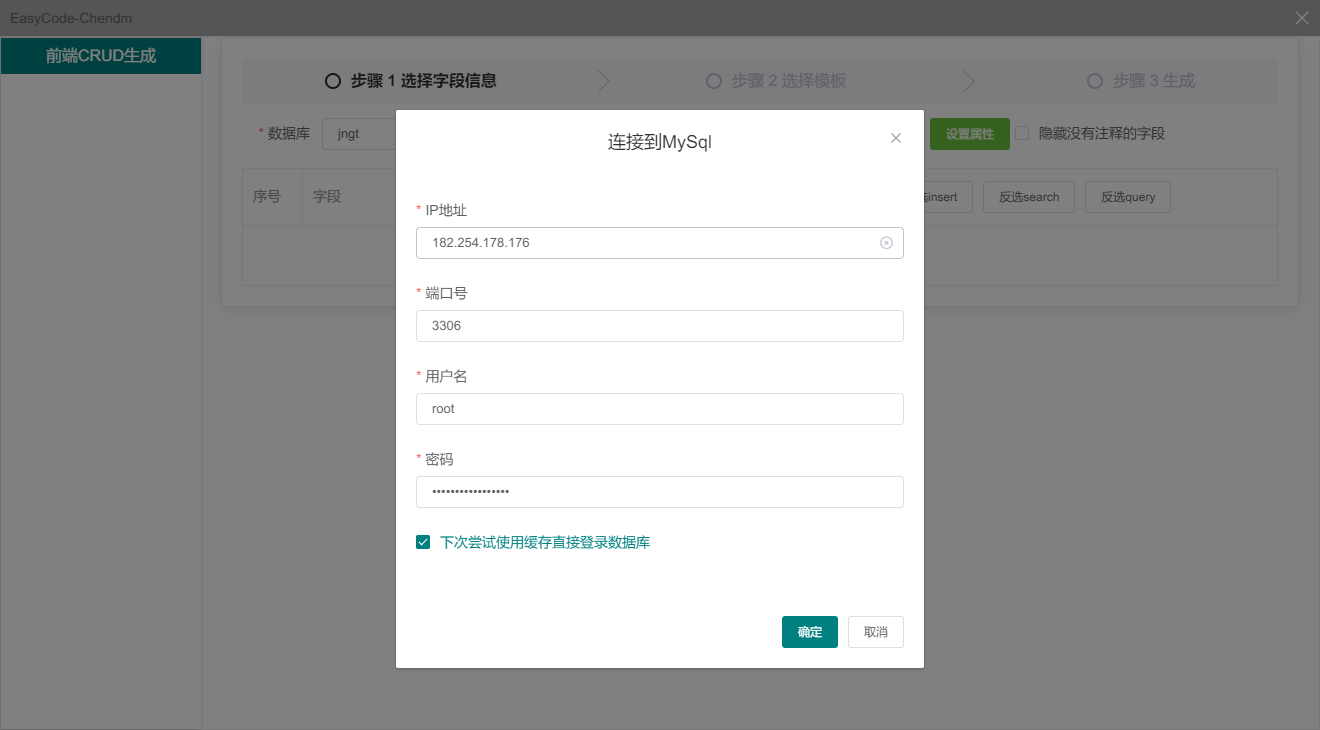 EasyCode-Chendm
前端CRUD生成
步骤 1 选择字段信息
步骤 2 选择模板
步骤 3 生成
* 数据库
jngt
设置属性
隐藏没有注释的字段
序号
字段
insert
反选search
反选query
连接到MySql
* IP地址
182.254.178.176
* 端口号
3306
* 用户名
root
* 密码
•••••••••••••••••
下次尝试使用缓存直接登录数据库
确定
取消